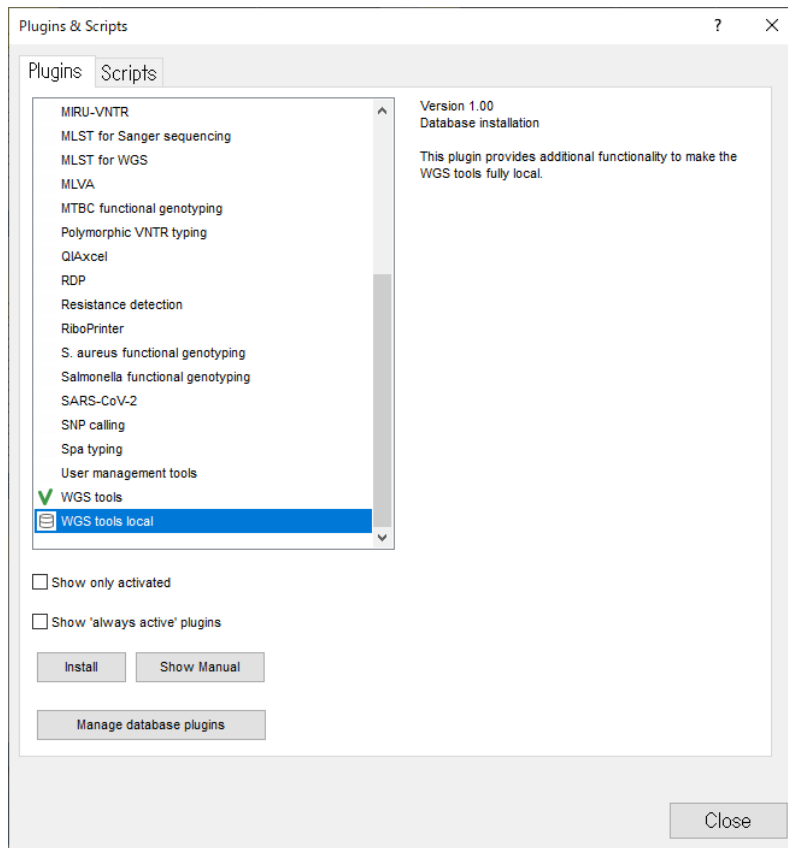 Plugins & Scripts
?
Plugins
Scripts
MIRU-VNTR
MLST for Sanger sequencing
MLST for WGS
MLVA
MTBC functional genotyping
Polymorphic VNTR typing
QIAxcel
RDP
Resistance detection
RiboPrinter
S. aureus functional genotyping
Salmonella functional genotyping
SARS-CoV-2
SNP calling
Spa typing
User management tools
WGS tools
WGS tools local
Version 1.00
Database installation
This plugin provides additional functionality to make the
WGS tools fully local.
Show only activated
Show 'always active' plugins
Install
Show Manual
Manage database plugins
Close